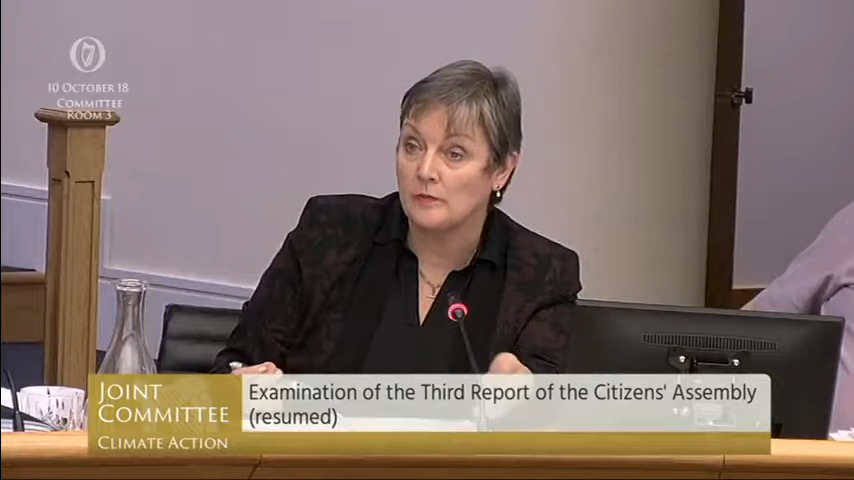 10 October 18
Committee
Room 3
Joint
Committee
Climate Action
Examination of the Third Report of the Citizens' Assembly
(resumed)